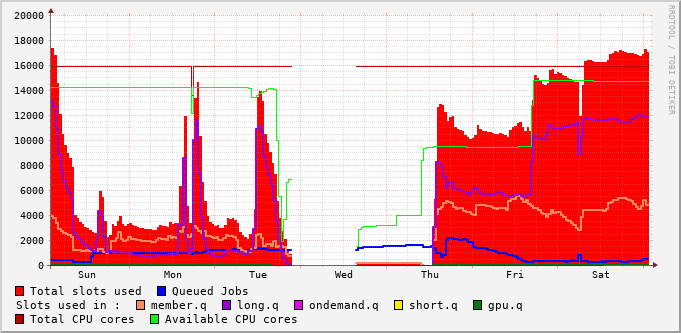 20000
18000
16000
14000
12000
10000
8000
6000
4000
2000
0
Sun Mon Tue Wed Thu Fri Sat
Total slots used Queued Jobs
Slots used in : member.q long.q ondemand.q short.q gpu.q
Total CPU cores Available CPU cores
RRDTOOL / TOBI OETIKER